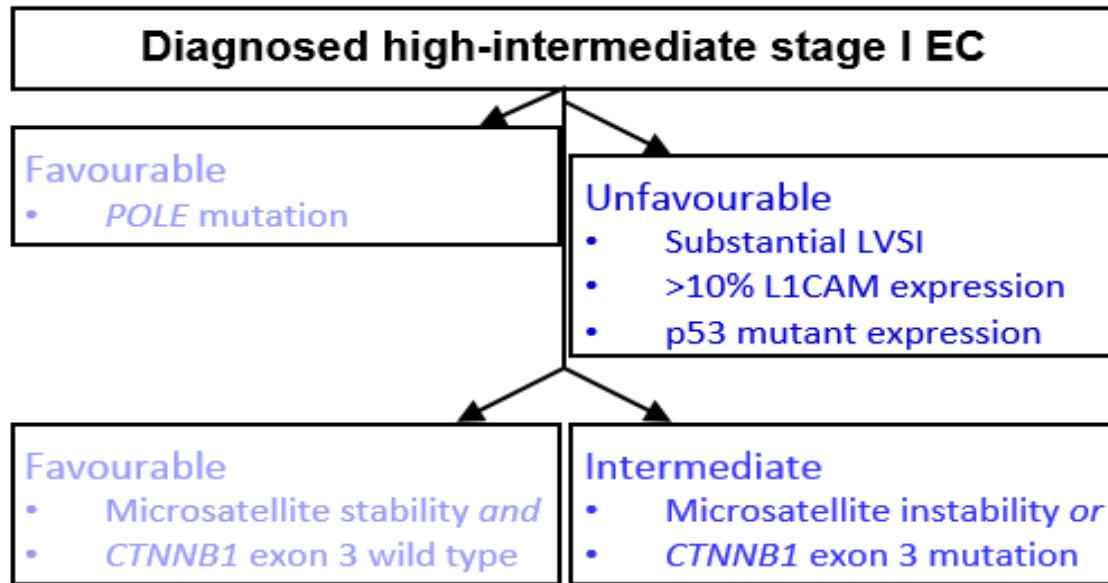 Diagnosed high-intermediate stage I EC
Favourable
• POLE mutation
Unfavourable
• Substantial LVSI
• >10% L1CAM expression
• p53 mutant expression
Favourable
• Microsatellite stability and
• CTNNB1 exon 3 wild type
Intermediate
• Microsatellite instability or
• CTNNB1 exon 3 mutation